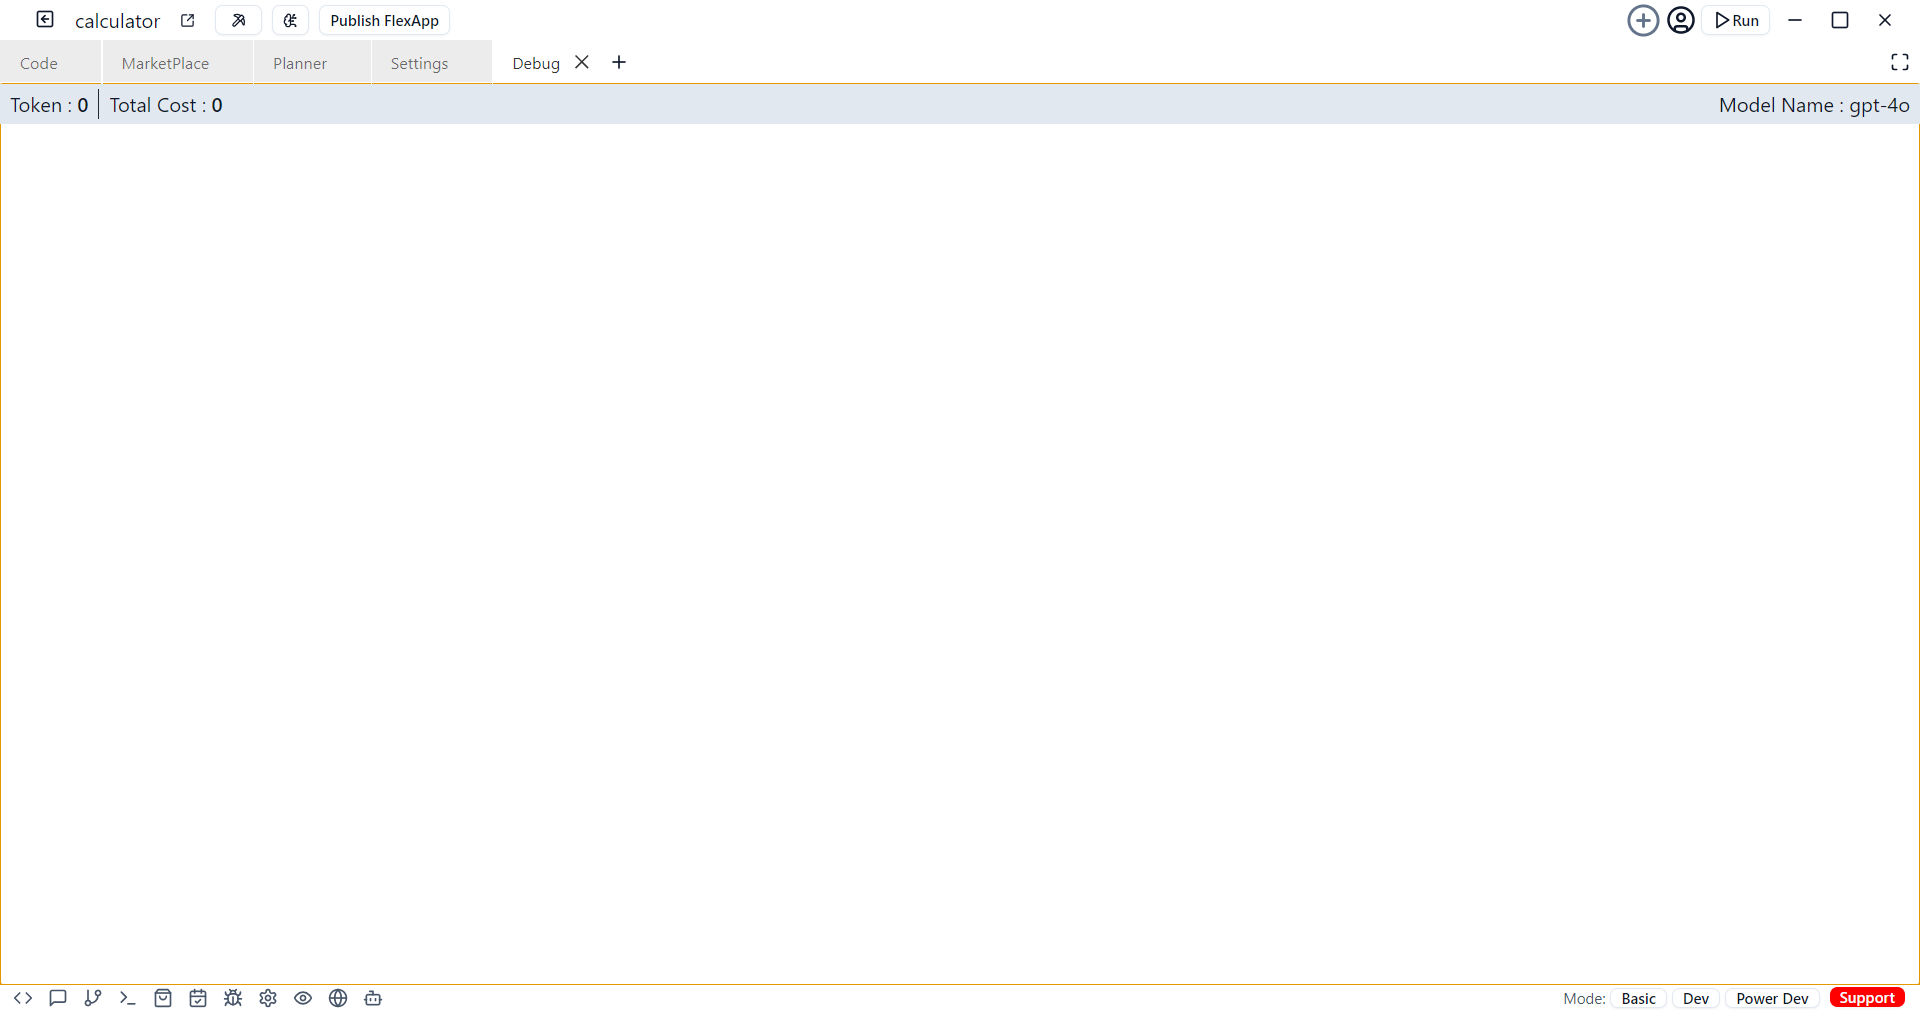 calculator Publish FlexApp Run
Code MarketPlace Planner Settings Debug
Token : 0 Total Cost : 0 Model Name : gpt-4o
Mode: Basic Dev Power Dev Support